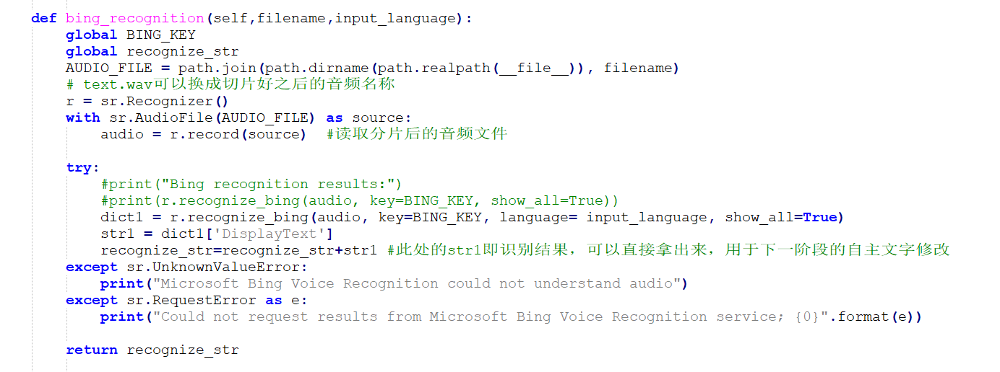 def bing_recognition(self,filename,input_language):
    global BING_KEY
    global recognize_str
    AUDIO_FILE = path.join(path.dirname(path.realpath(__file__)), filename)
    # text.wav可以换成切片好之后的音频名称
    r = sr.Recognizer()
    with sr.AudioFile(AUDIO_FILE) as source:
        audio = r.record(source)  #读取分片后的音频文件

    try:
        #print("Bing recognition results:")
        #print(r.recognize_bing(audio, key=BING_KEY, show_all=True))
        dict1 = r.recognize_bing(audio, key=BING_KEY, language= input_language, show_all=True)
        str1 = dict1['DisplayText']
        recognize_str=recognize_str+str1 #此处的str1即识别结果，可以直接拿出来，用于下一阶段的自主文字修改
    except sr.UnknownValueError:
        print("Microsoft Bing Voice Recognition could not understand audio")
    except sr.RequestError as e:
        print("Could not request results from Microsoft Bing Voice Recognition service; {0}".format(e))

    return recognize_str